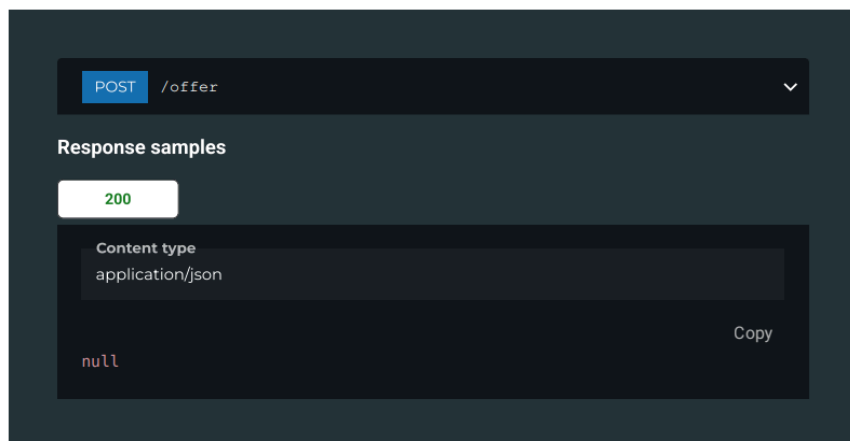 POST /offer
Response samples
200
Content type
application/json
Copy
null